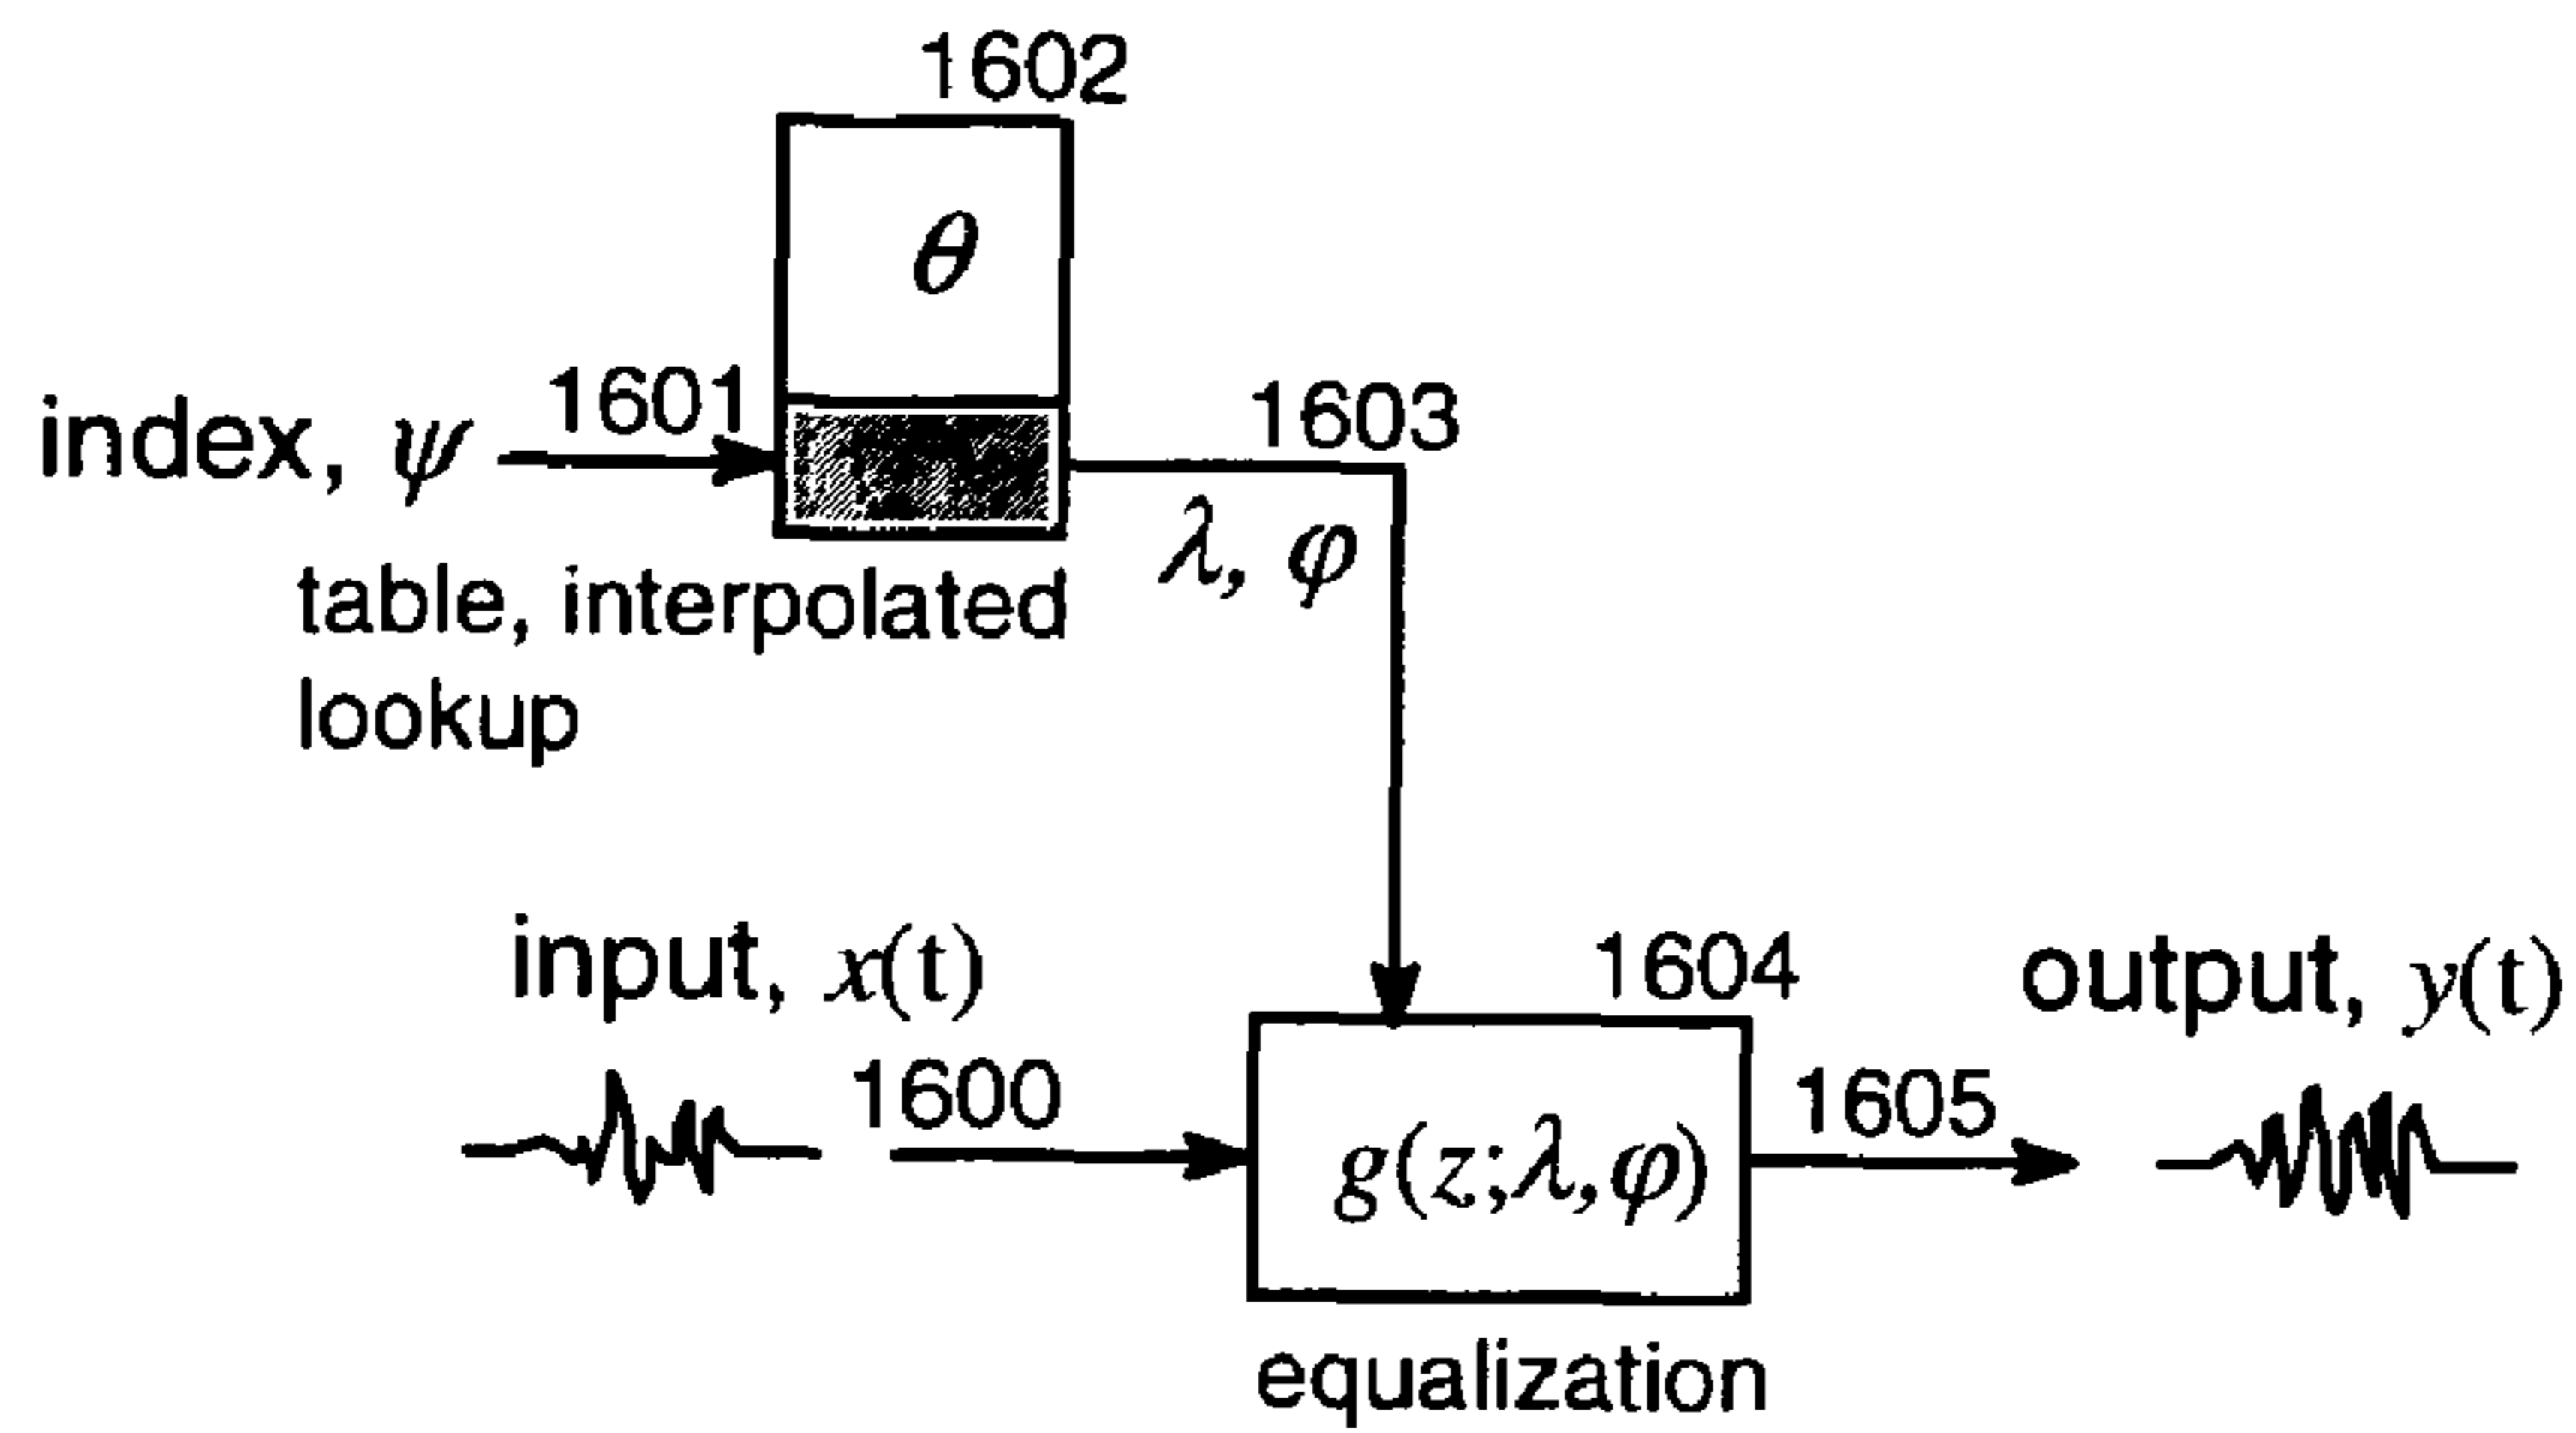 1602
θ
index, ψ
1601
1603
λ, φ
table, interpolated
lookup
input, x(t)
1600
1604
g(z;λ,φ)
equalization
1605
output, y(t)